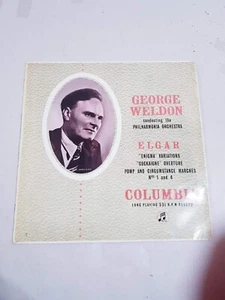 GEORGE
WELDON
conducting the
PHILHARMONIA ORCHESTRA
ELGAR
"ENIGMA" VARIATIONS
"COCKAIGNE" OVERTURE
POMP AND CIRCUMSTANCE MARCHES
Nos 1 and 4
COLUMBIA
LONG PLAYING 33⅓ R.P.M. RECORD